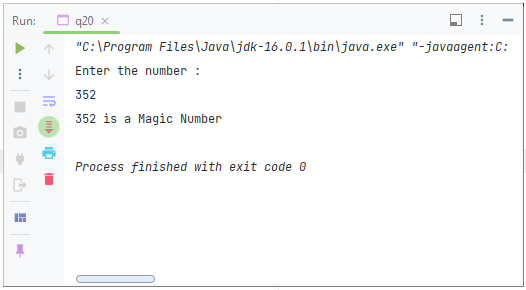 Run: q20
"C:\Program Files\Java\jdk-16.0.1\bin\java.exe" "-javaagent:C:
Enter the number :
352
352 is a Magic Number
Process finished with exit code 0